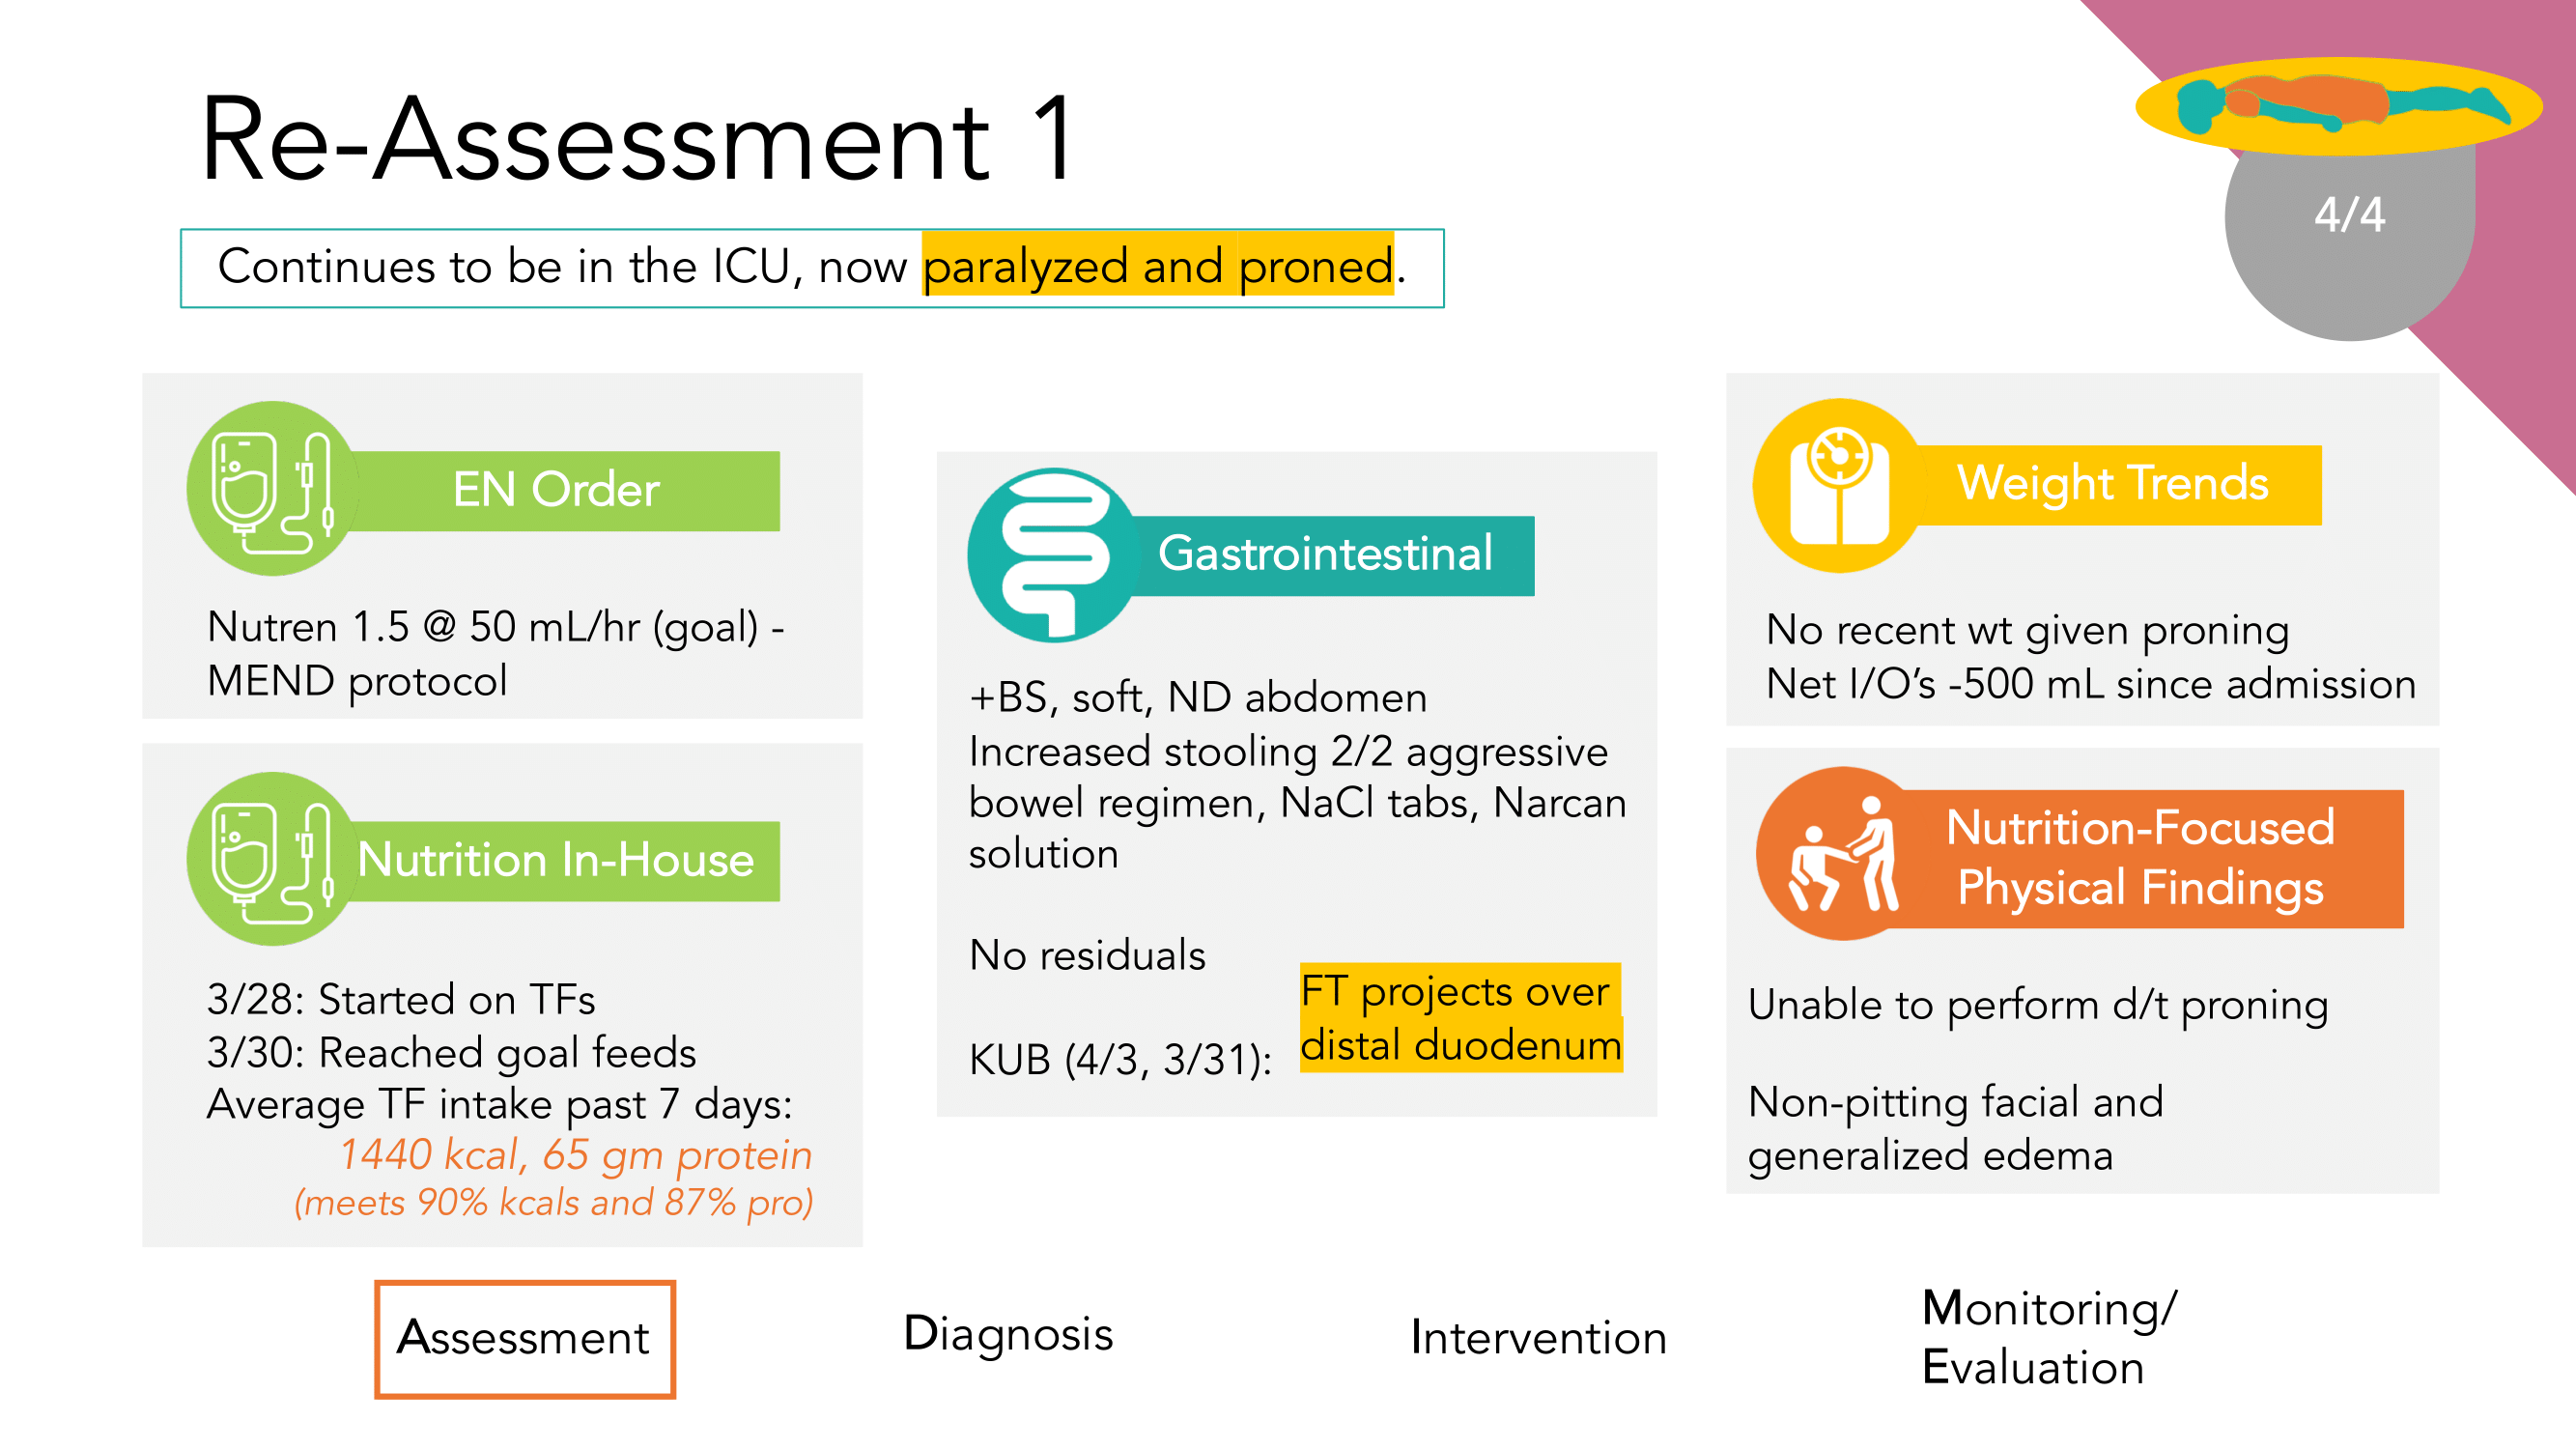 Re-Assessment 1
4/4
Continues to be in the ICU, now paralyzed and proned.
EN Order
Nutren 1.5 @ 50 mL/hr (goal) -
MEND protocol
Nutrition In-House
3/28: Started on TFs
3/30: Reached goal feeds
Average TF intake past 7 days:
1440 kcal, 65 gm protein
(meets 90% kcals and 87% pro)
Gastrointestinal
+BS, soft, ND abdomen
Increased stooling 2/2 aggressive
bowel regimen, NaCl tabs, Narcan
solution
No residuals
KUB (4/3, 3/31):
FT projects over
distal duodenum
Weight Trends
No recent wt given proning
Net I/O’s -500 mL since admission
Nutrition-Focused
Physical Findings
Unable to perform d/t proning
Non-pitting facial and
generalized edema
Assessment
Diagnosis
Intervention
Monitoring/
Evaluation